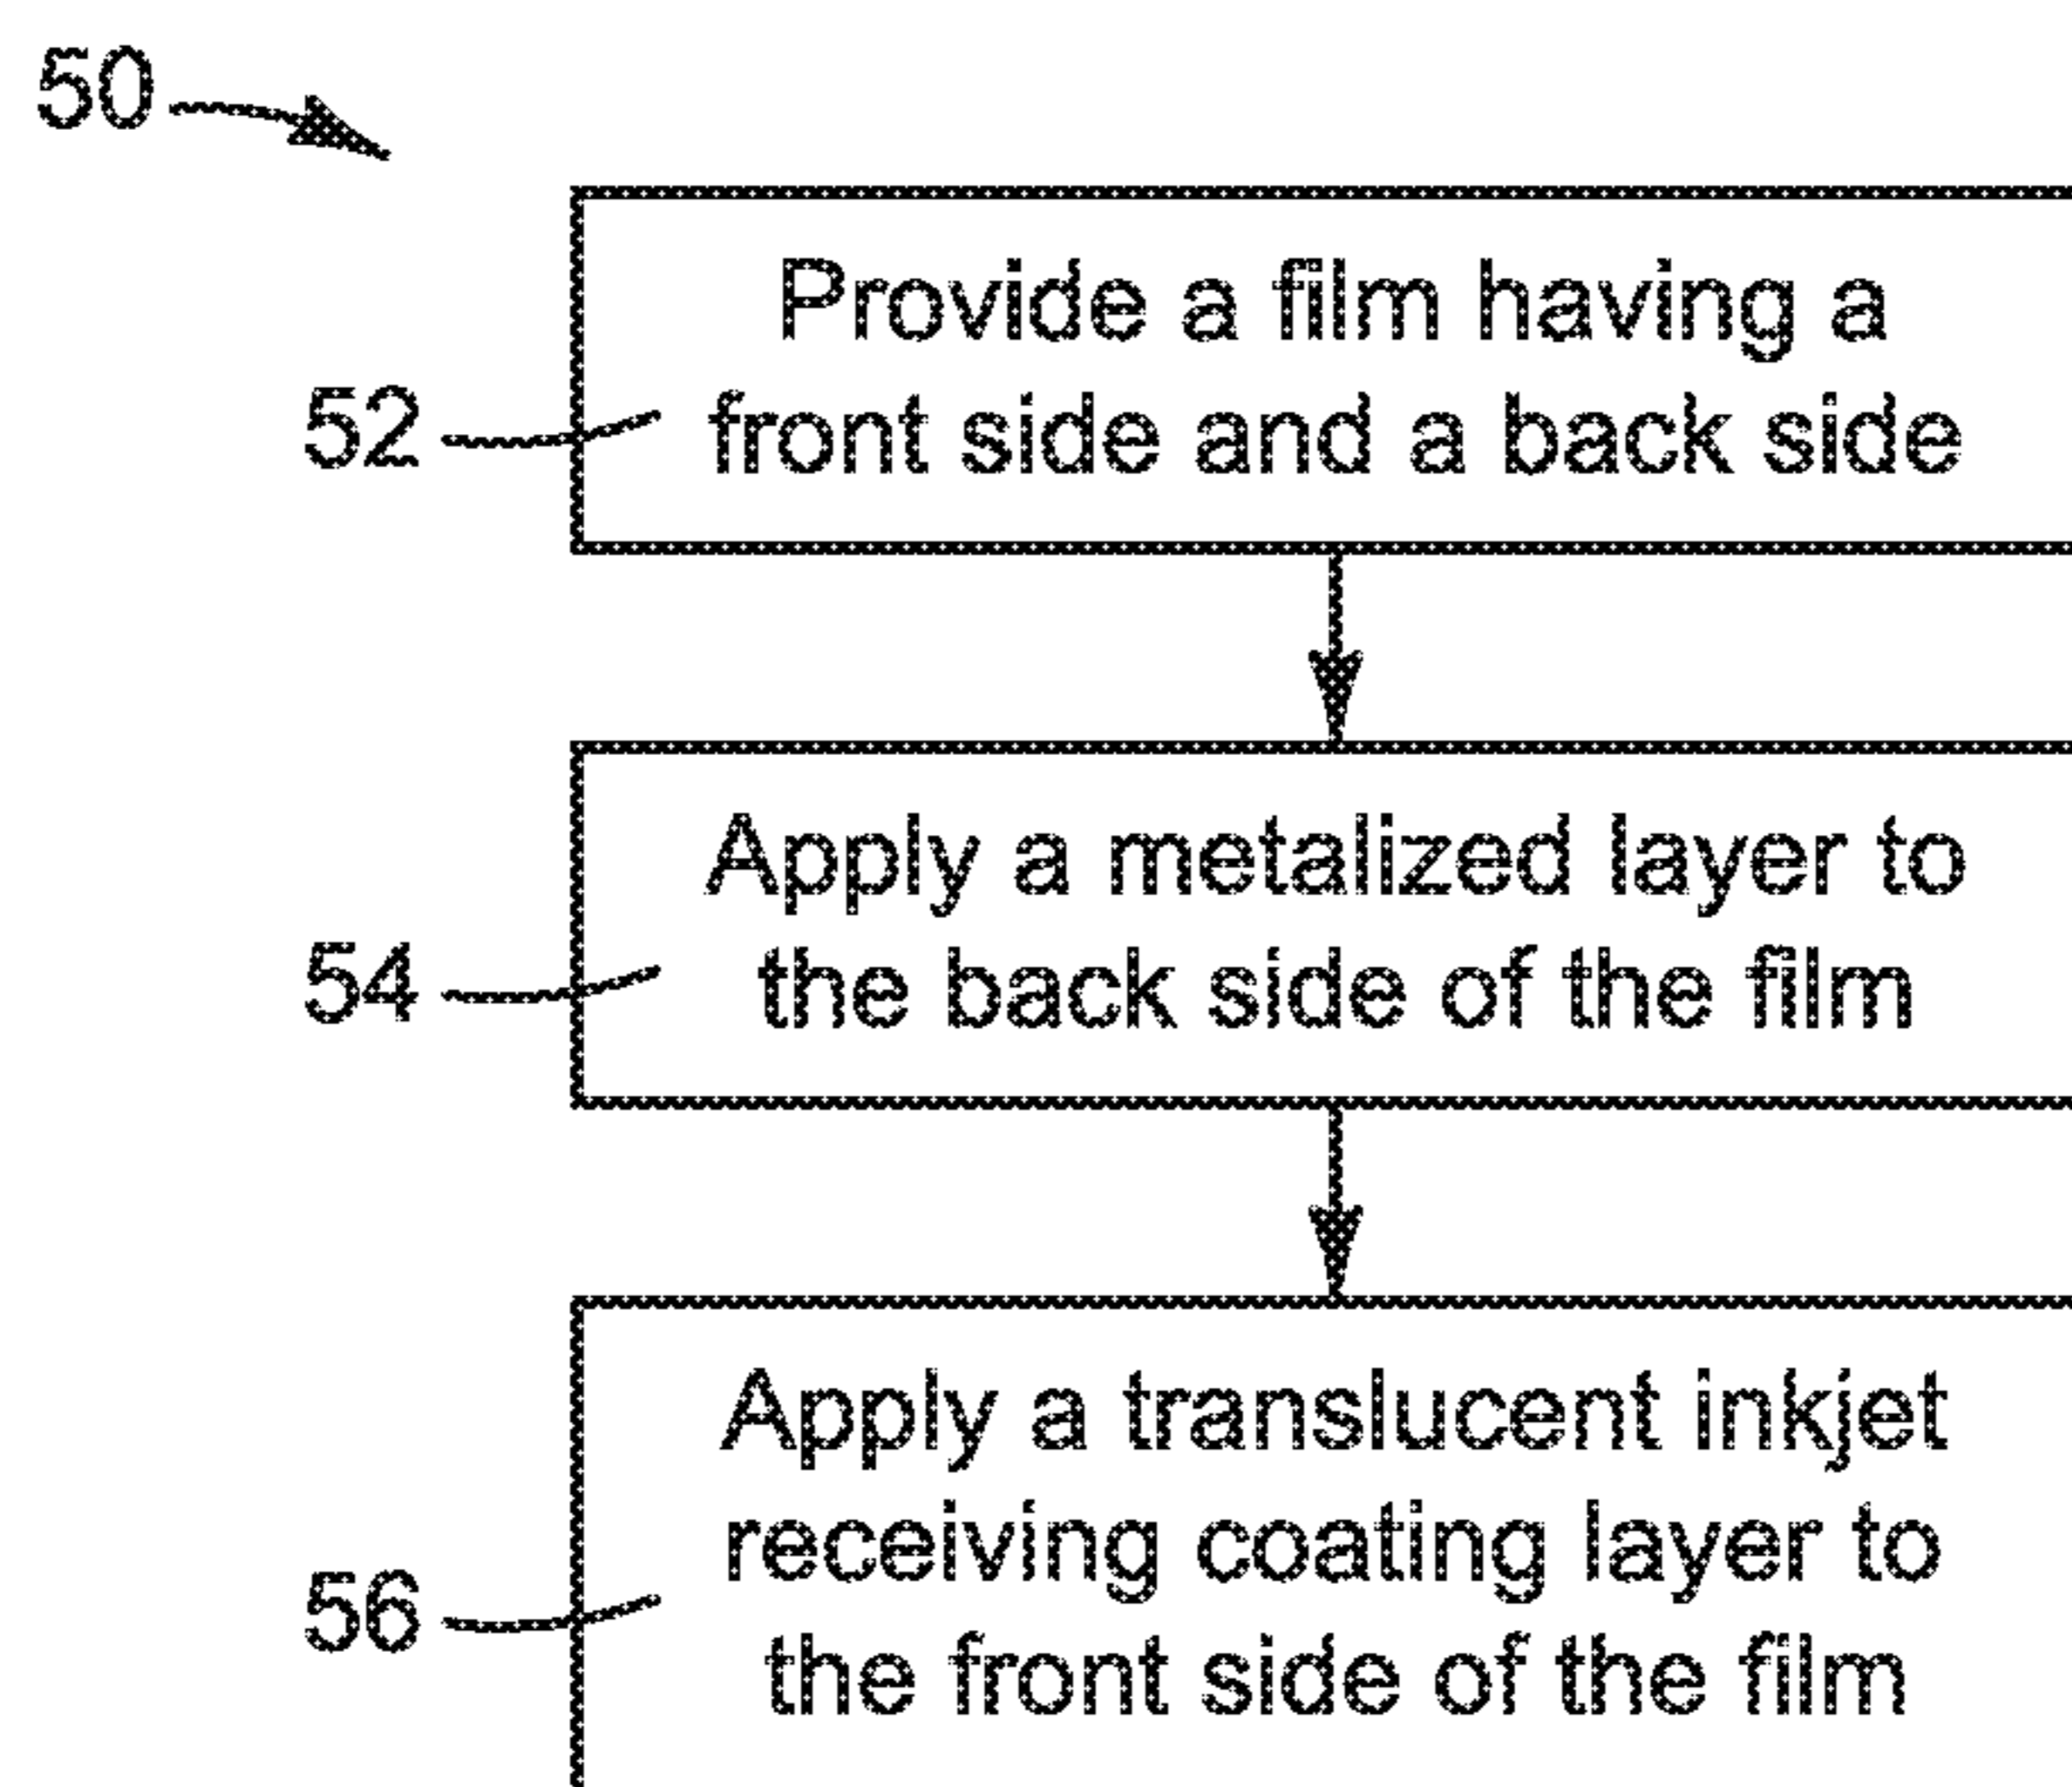 50
Provide a film having a
52 front side and a back side
Apply a metalized layer to
54 the back side of the film
Apply a translucent inkjet
receiving coating layer to
56
the front side of the film